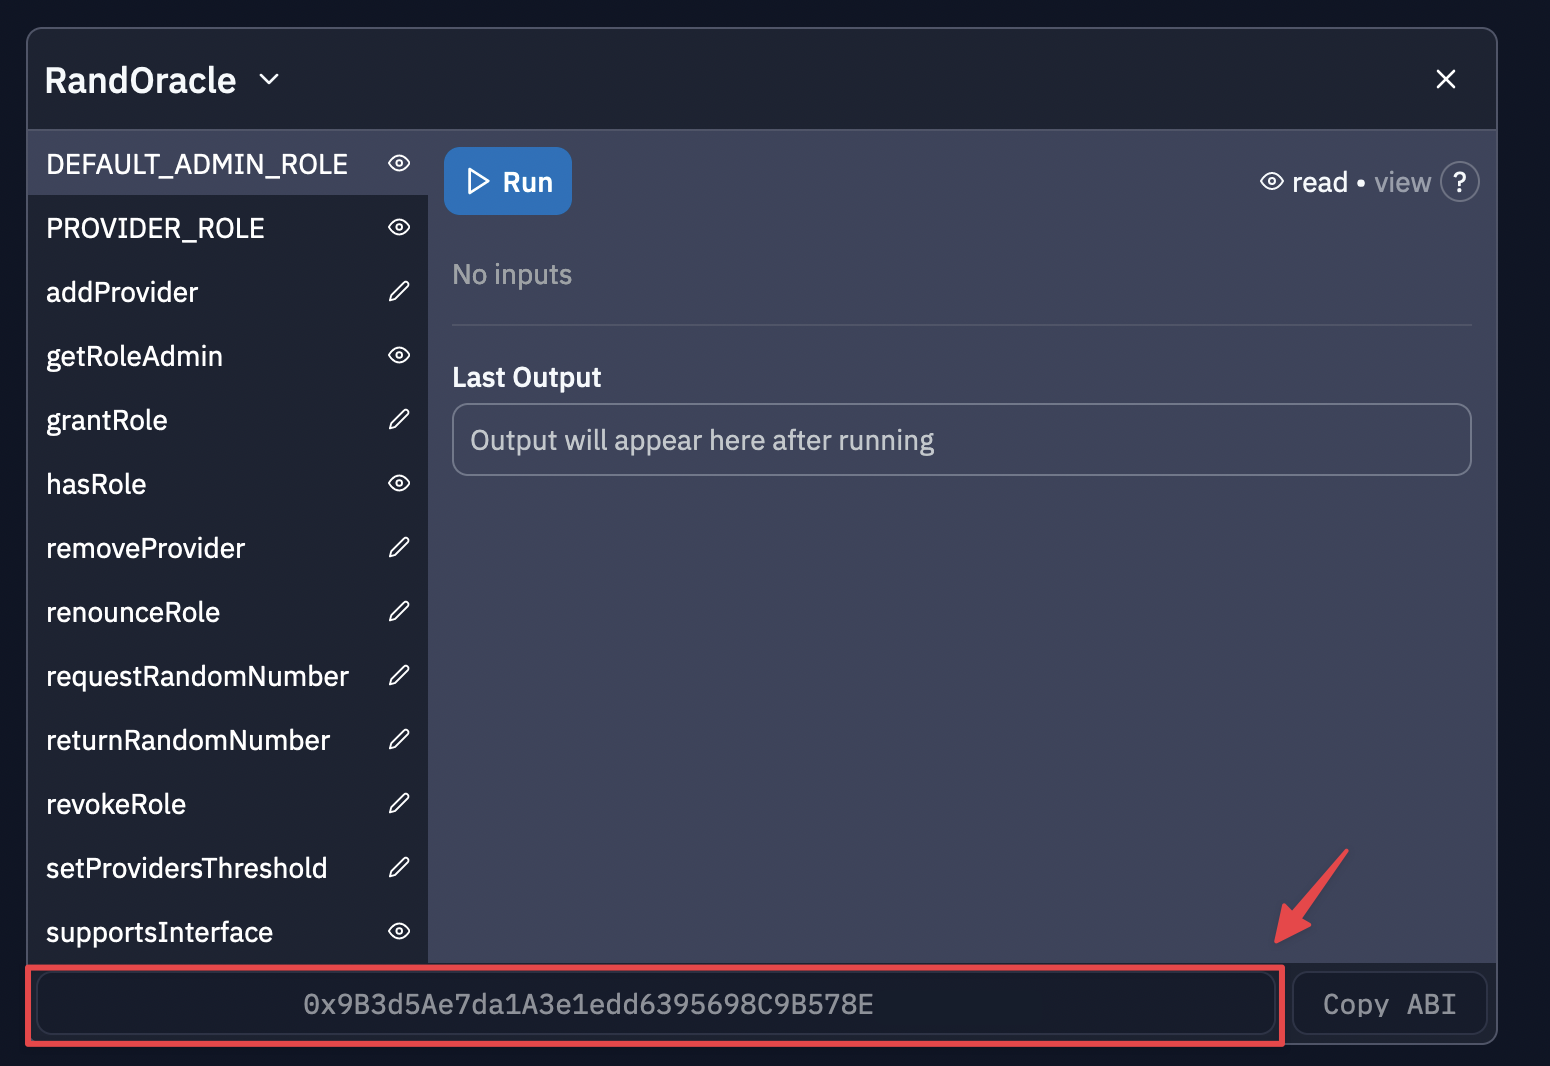 RandOracle
DEFAULT_ADMIN_ROLE
PROVIDER_ROLE
addProvider
getRoleAdmin
grantRole
hasRole
removeProvider
renounceRole
requestRandomNumber
returnRandomNumber
revokeRole
setProvidersThreshold
supportsInterface
Run
read • view ?
No inputs
Last Output
Output will appear here after running
0x9B3d5Ae7da1A3e1edd6395698C9B578E
Copy ABI